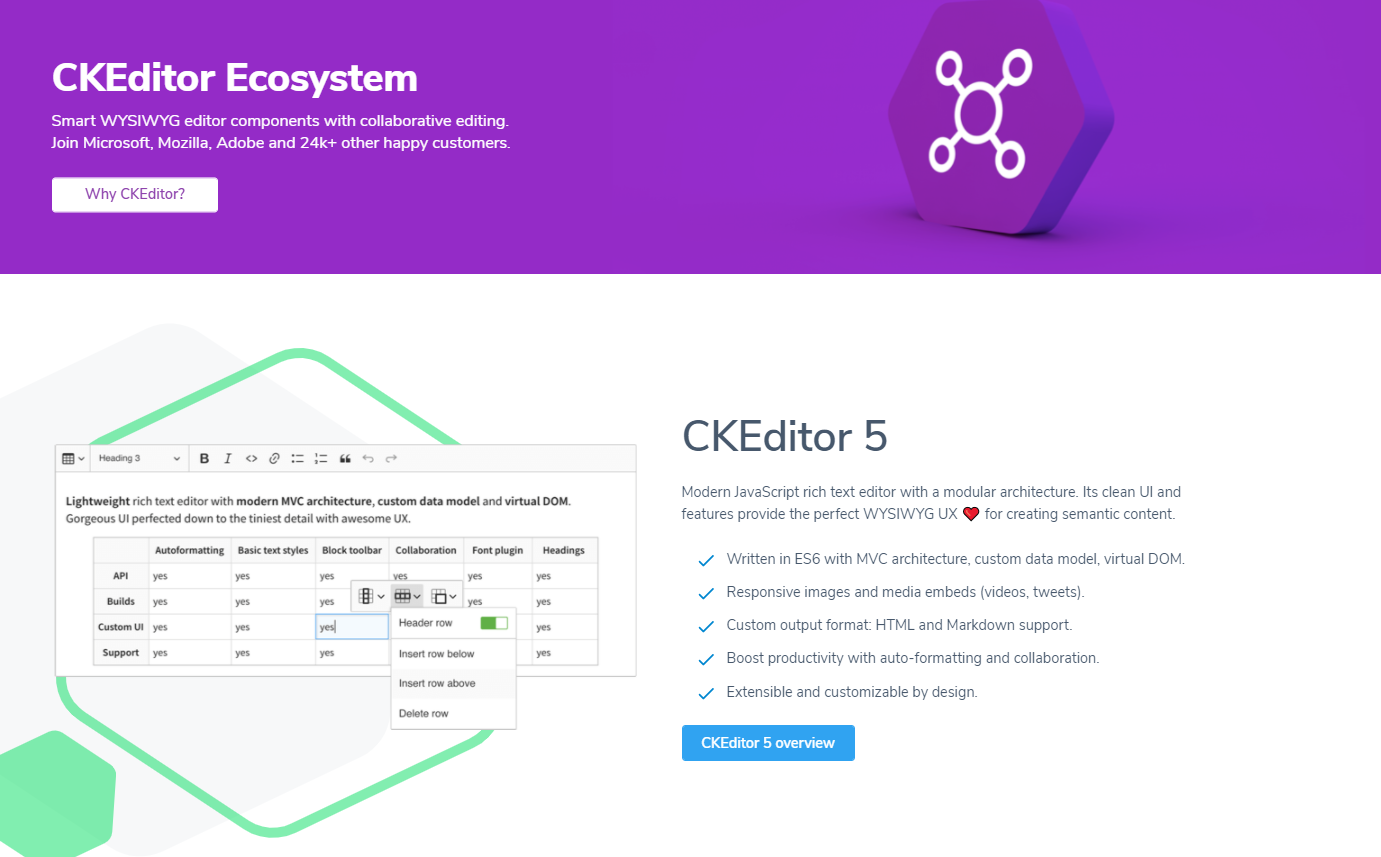 CKEditor Ecosystem
Smart WYSIWYG editor components with collaborative editing.
Join Microsoft, Mozilla, Adobe and 24k+ other happy customers.
Why CKEditor?
Heading 3
B I
Lightweight rich text editor with modern MVC architecture, custom data model and virtual DOM.
Gorgeous UI perfected down to the tiniest detail with awesome UX.
Autoformatting Basic text styles Block toolbar Collaboration Font plugin Headings
API yes yes yes yes yes yes
Builds yes yes yes yes yes
Custom UI yes yes yes yes
Support yes yes yes yes
Header row
Insert row below
Insert row above
Delete row
CKEditor 5
Modern JavaScript rich text editor with a modular architecture. Its clean UI and
features provide the perfect WYSIWYG UX ❤ for creating semantic content.
Written in ES6 with MVC architecture, custom data model, virtual DOM.
Responsive images and media embeds (videos, tweets).
Custom output format: HTML and Markdown support.
Boost productivity with auto-formatting and collaboration.
Extensible and customizable by design.
CKEditor 5 overview